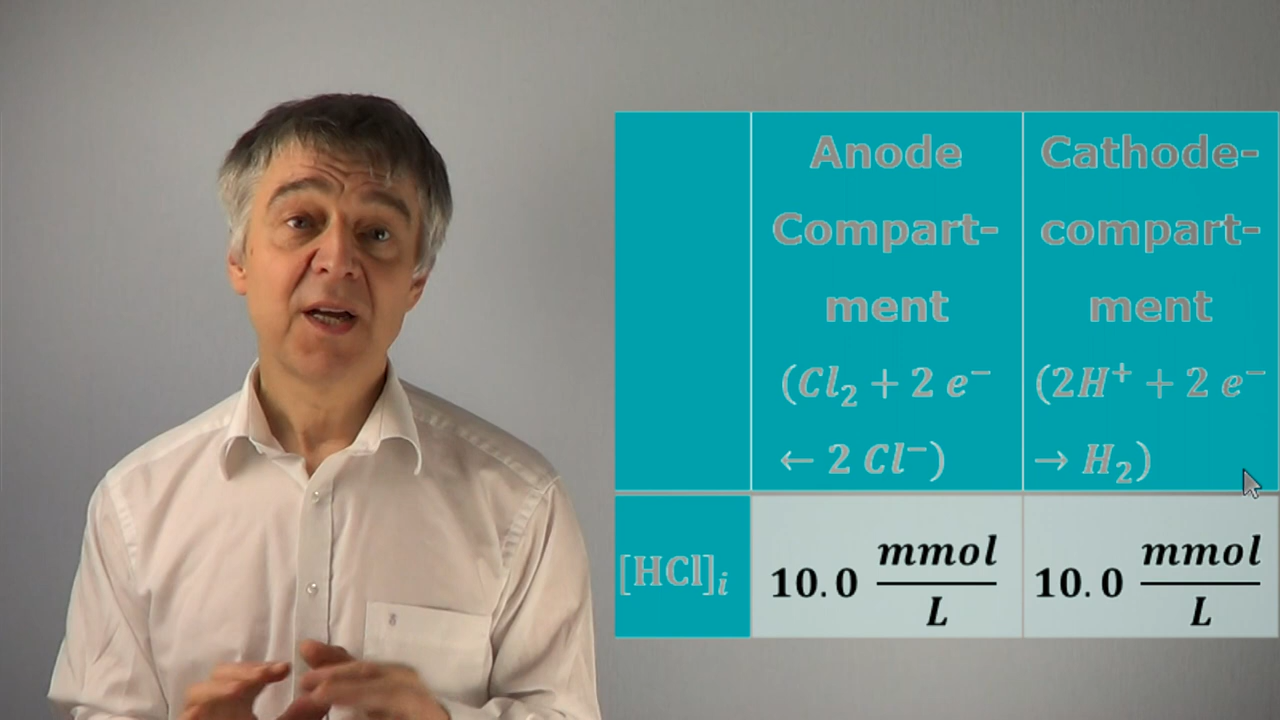 Anode Cathode-
Compart- compart-
ment ment
(Cl₂ + 2 e⁻ (2H⁺ + 2 e⁻
← 2 Cl⁻) → H₂)
[HCl]ᵢ 10.0 mmol/L 10.0 mmol/L